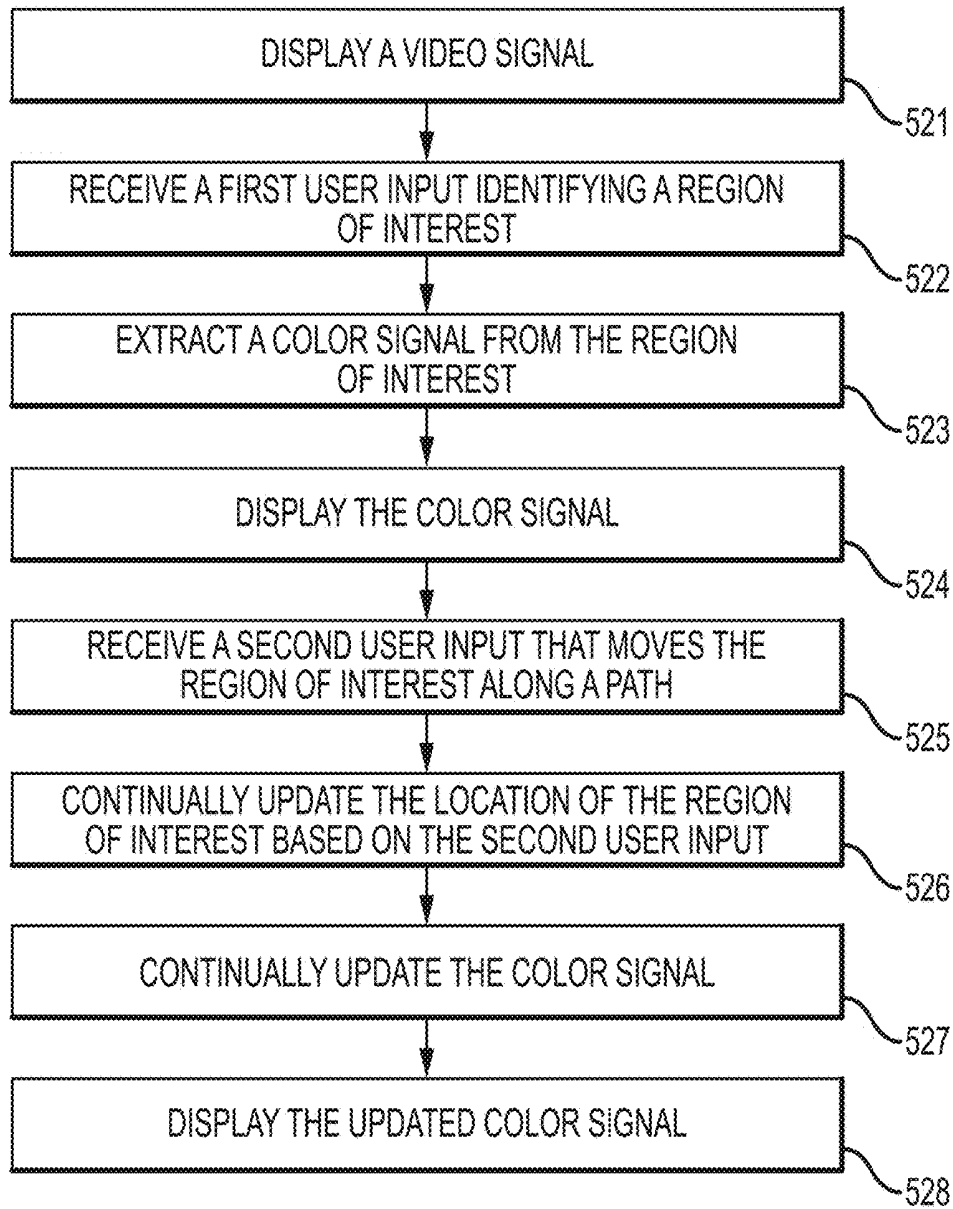 DISPLAY A VIDEO SIGNAL
521
RECEIVE A FIRST USER INPUT IDENTIFYING A REGION
OF INTEREST
522
EXTRACT A COLOR SIGNAL FROM THE REGION
OF INTEREST
523
DISPLAY THE COLOR SIGNAL
524
RECEIVE A SECOND USER INPUT THAT MOVES THE
REGION OF INTEREST ALONG A PATH
525
CONTINUALLY UPDATE THE LOCATION OF THE REGION
OF INTEREST BASED ON THE SECOND USER INPUT
526
CONTINUALLY UPDATE THE COLOR SIGNAL
527
DISPLAY THE UPDATED COLOR SIGNAL
528